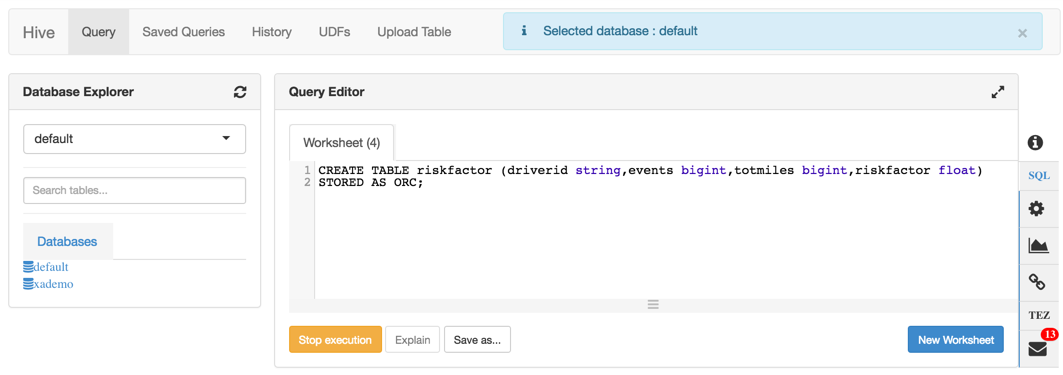 Hive Query Saved Queries History UDFs Upload Table
Selected database : default ×
Database Explorer
default
Search tables...
Databases
default
xademo
Query Editor
Worksheet (4)
1 CREATE TABLE riskfactor (driverid string,events bigint,totmiles bigint,riskfactor float)
2 STORED AS ORC;
Stop execution Explain Save as... New Worksheet
SQL
TEZ
13